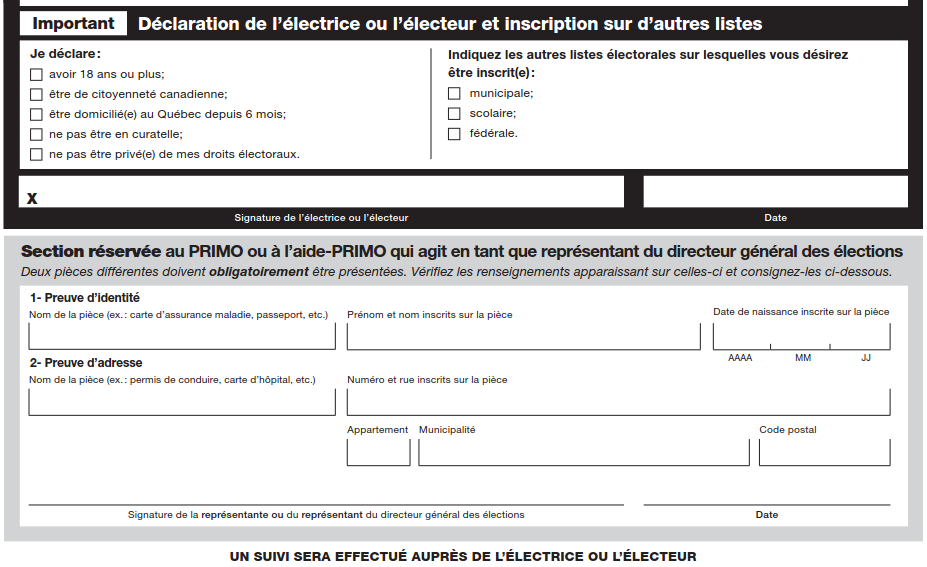 Important Déclaration de l'électrice ou l'électeur et inscription sur d'autres listes
Je déclare :
avoir 18 ans ou plus;
être de citoyenneté canadienne;
être domicilié(e) au Québec depuis 6 mois;
ne pas être en curatelle;
ne pas être privé(e) de mes droits électoraux.
Indiquez les autres listes électorales sur lesquelles vous désirez
être inscrit(e) :
municipale;
scolaire;
fédérale.
X
Signature de l'électrice ou l'électeur
Date
Section réservée au PRIMO ou à l'aide-PRIMO qui agit en tant que représentant du directeur général des élections
Deux pièces différentes doivent obligatoirement être présentées. Vérifiez les renseignements apparaissant sur celles-ci et consignez-les ci-dessous.
1- Preuve d'identité
Nom de la pièce (ex. : carte d'assurance maladie, passeport, etc.)
Prénom et nom inscrits sur la pièce
Date de naissance inscrite sur la pièce
AAAA MM JJ
2- Preuve d'adresse
Nom de la pièce (ex. : permis de conduire, carte d'hôpital, etc.)
Numéro et rue inscrits sur la pièce
Appartement
Municipalité
Code postal
Signature de la représentante ou du représentant du directeur général des élections
Date
UN SUIVI SERA EFFECTUÉ AUPRÈS DE L'ÉLECTRICE OU L'ÉLECTEUR